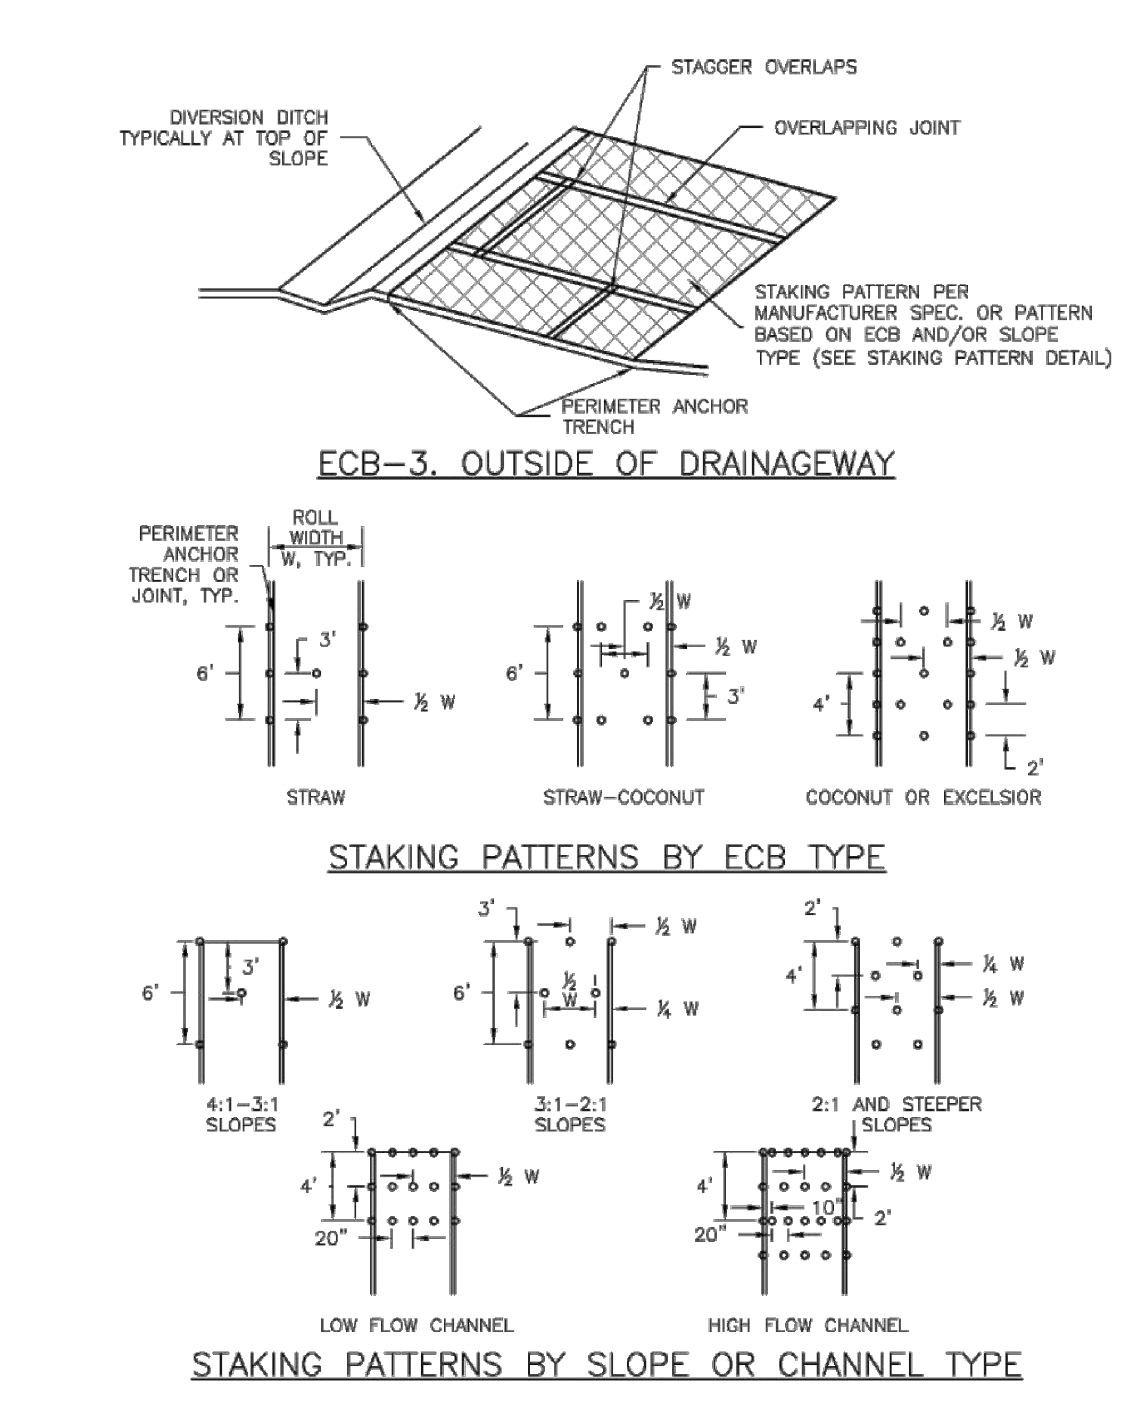 STAGGER OVERLAPS
DIVERSION DITCH
TYPICALLY AT TOP OF
SLOPE
OVERLAPPING JOINT
STAKING PATTERN PER
MANUFACTURER SPEC. OR PATTERN
BASED ON ECB AND/OR SLOPE
TYPE (SEE STAKING PATTERN DETAIL)
PERIMETER ANCHOR
TRENCH
ECB-3. OUTSIDE OF DRAINAGEWAY
PERIMETER
ANCHOR
TRENCH OR
JOINT, TYP.
ROLL
WIDTH
W, TYP.
3'
6'
½ W
STRAW
½ W
½ W
6'
3'
STRAW-COCONUT
½ W
½ W
4'
2'
COCONUT OR EXCELSIOR
STAKING PATTERNS BY ECB TYPE
6'
3'
½ W
4:1-3:1
SLOPES
3'
½ W
6'
½
W
¼ W
3:1-2:1
SLOPES
2'
4'
¼ W
½ W
2:1 AND STEEPER
SLOPES
2'
4'
½ W
20"
LOW FLOW CHANNEL
4'
½ W
10"
2'
20"
HIGH FLOW CHANNEL
STAKING PATTERNS BY SLOPE OR CHANNEL TYPE